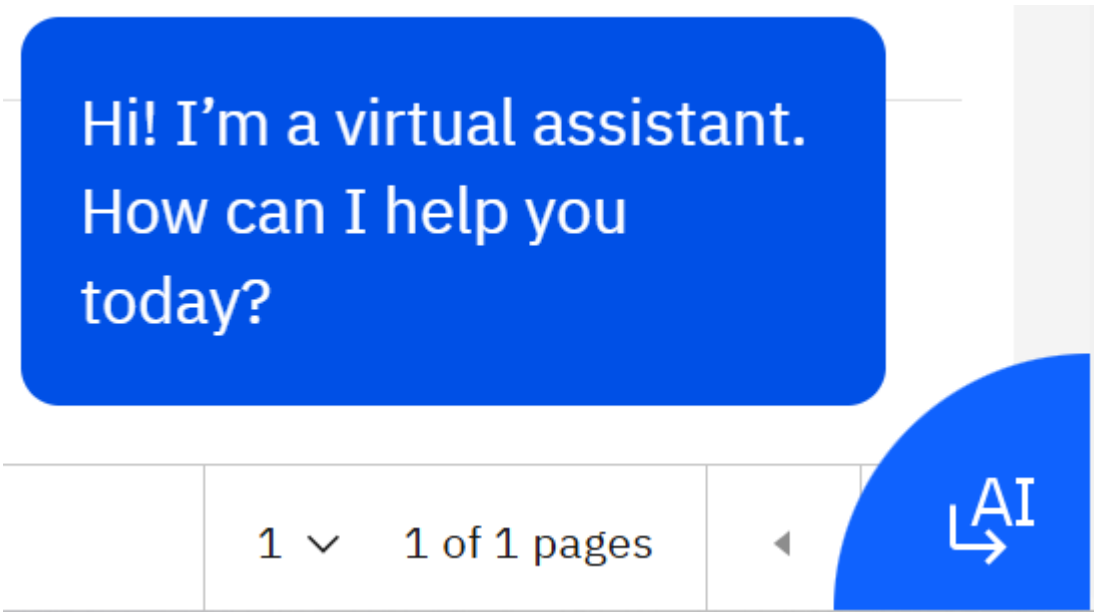 Hi! I’m a virtual assistant.
How can I help you
today?
1 1 of 1 pages
AI